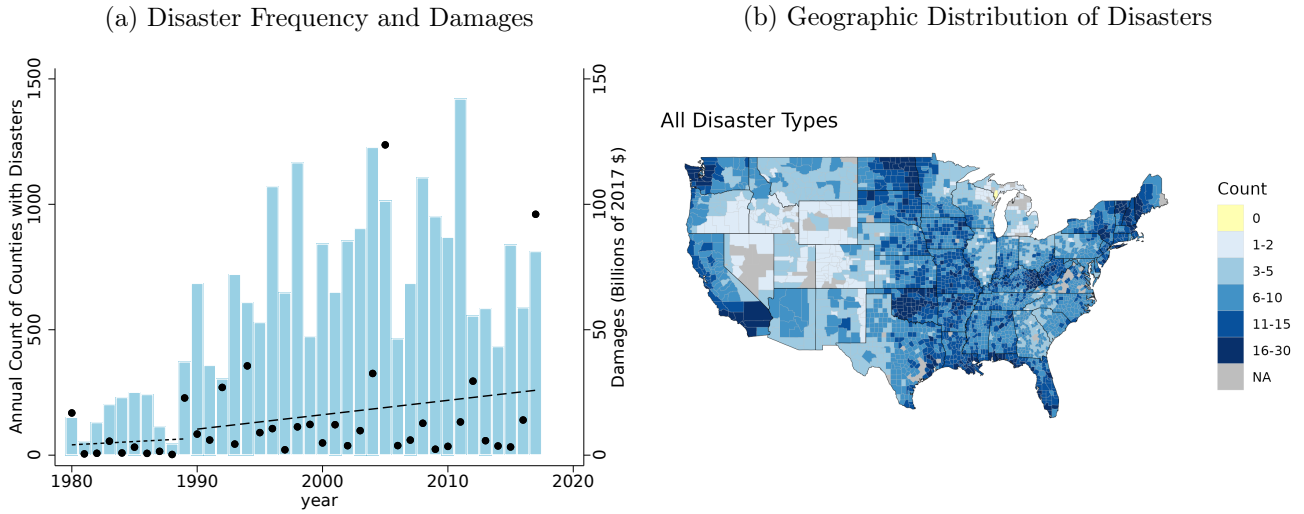 (a) Disaster Frequency and Damages
Annual Count of Counties with Disasters
1500
1000
500
0
150
100
50
0
Damages (Billions of 2017 $)
1980
1990
2000
2010
2020
year
(b) Geographic Distribution of Disasters
All Disaster Types
Count
0
1-2
3-5
6-10
11-15
16-30
NA